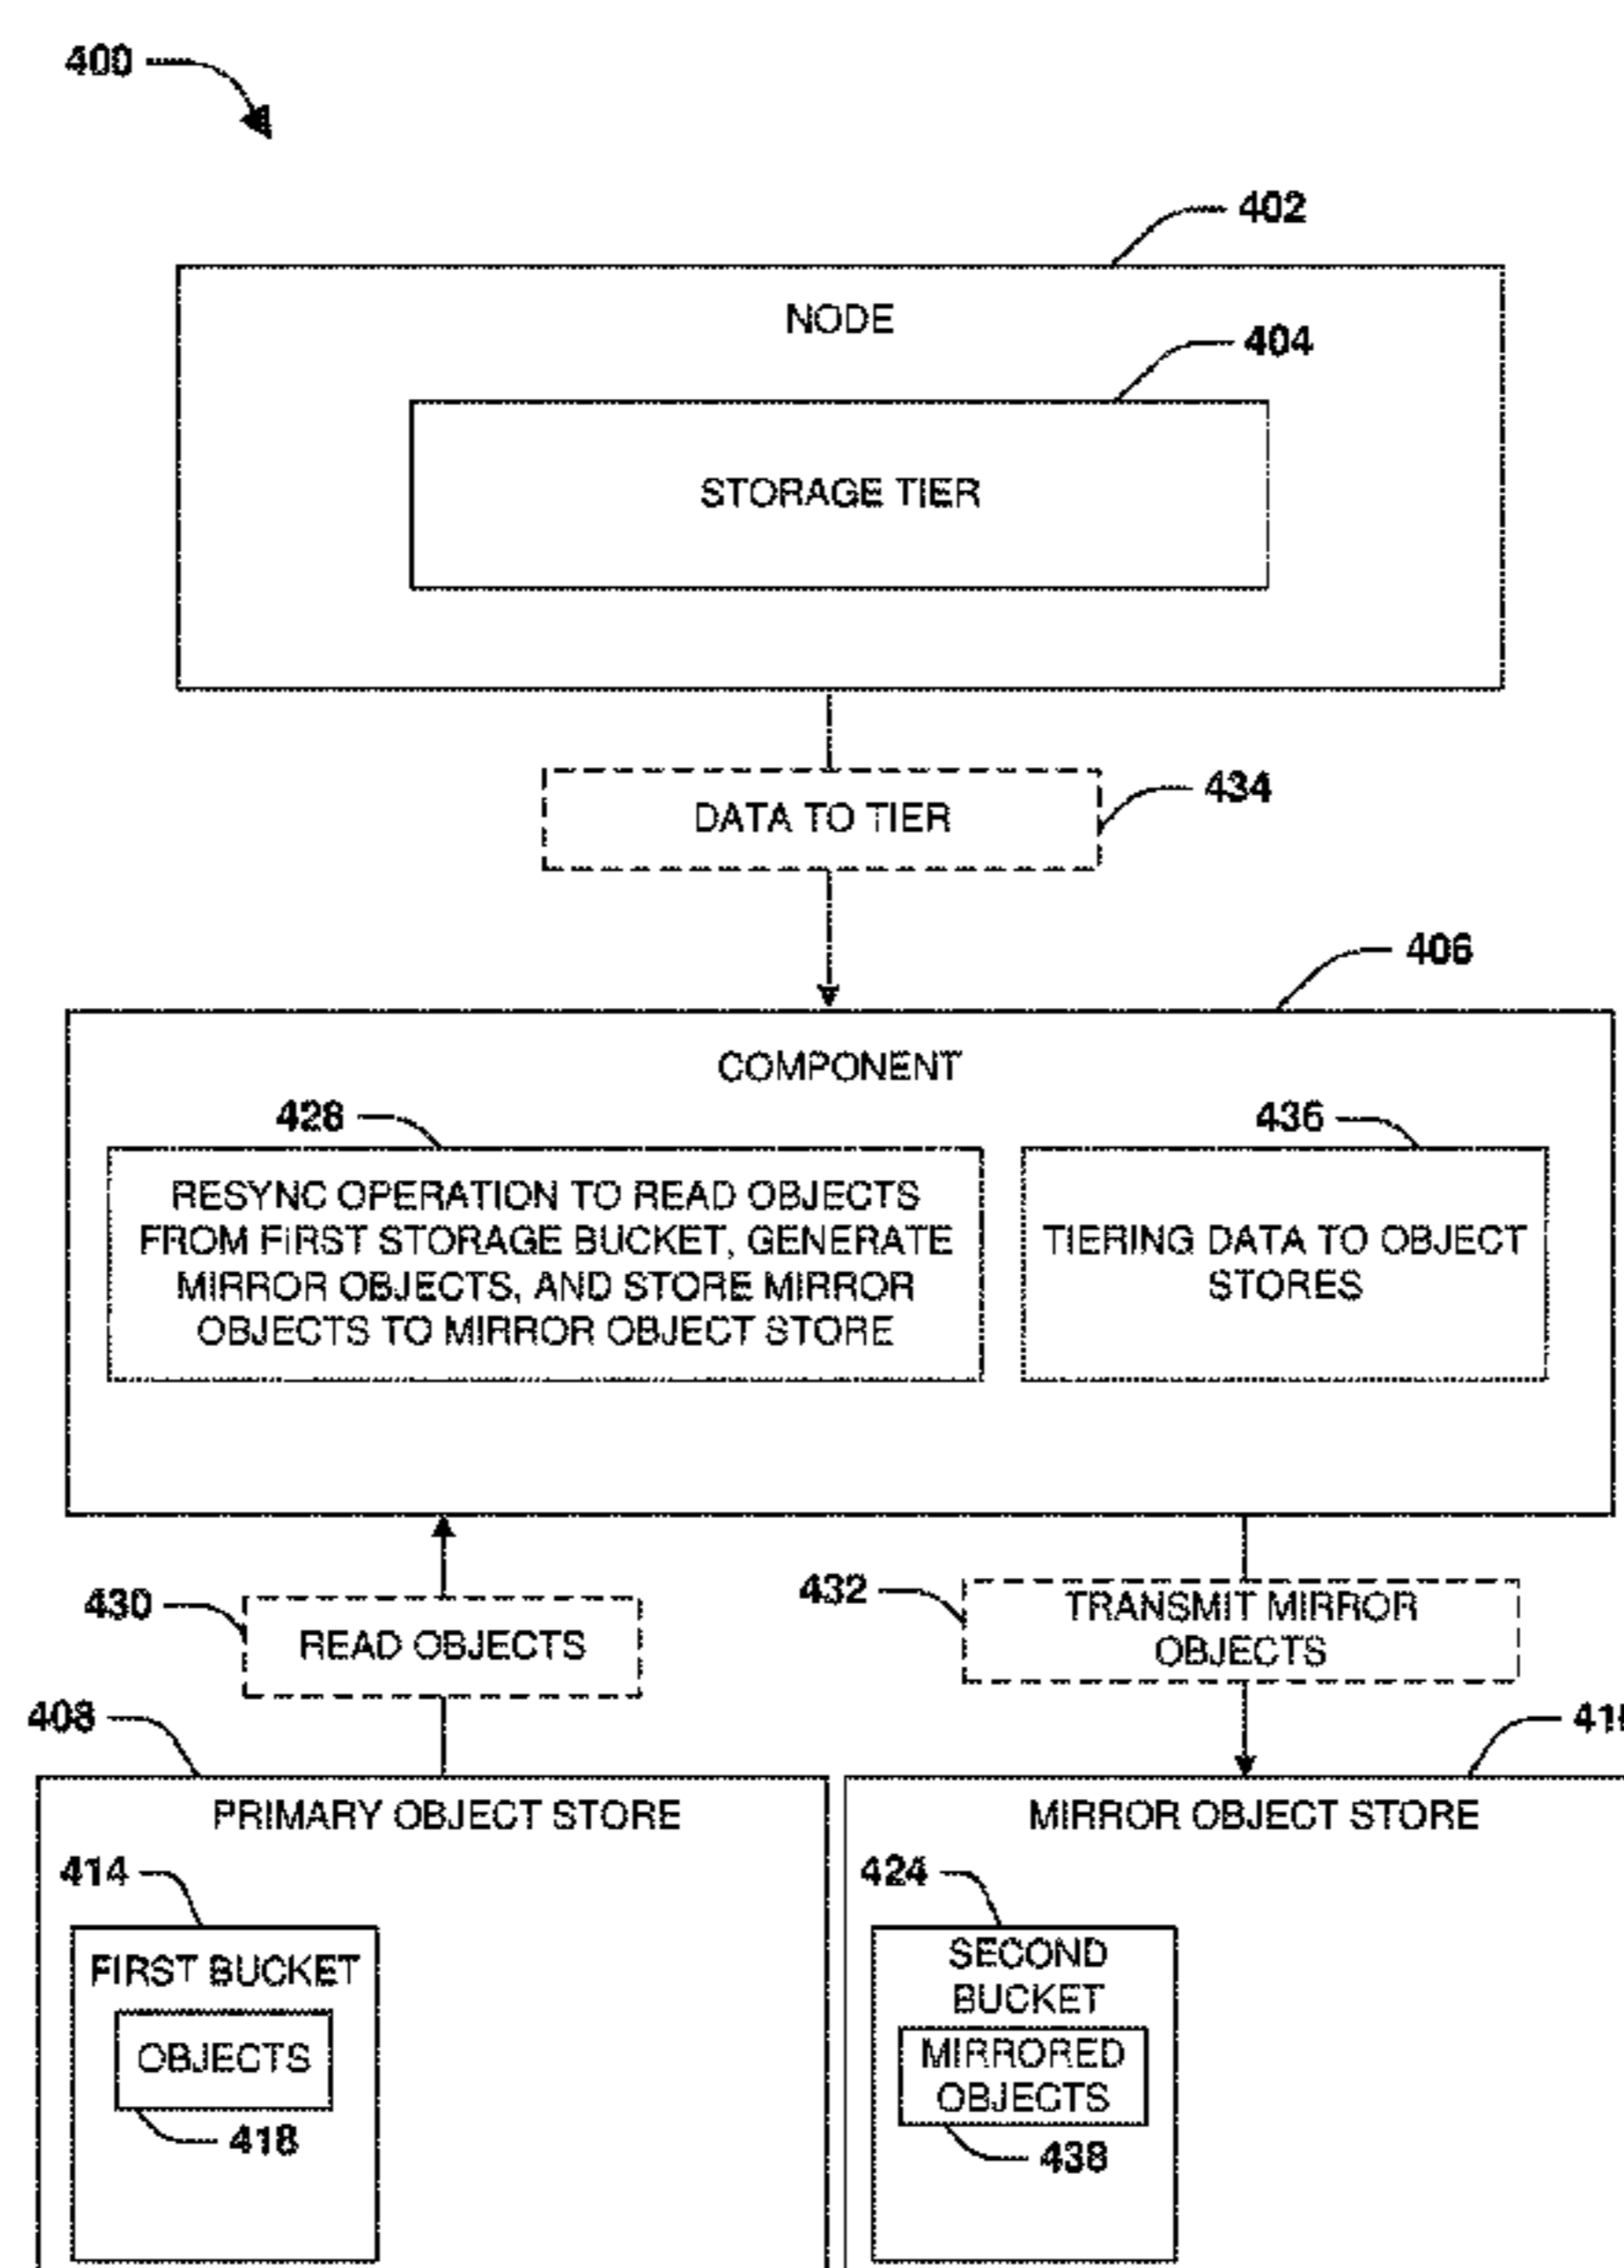 400
402
NODE
404
STORAGE TIER
DATA TO TIER
434
406
COMPONENT
428
436
RESYNC OPERATION TO READ OBJECTS
FROM FIRST STORAGE BUCKET, GENERATE
MIRROR OBJECTS, AND STORE MIRROR
OBJECTS TO MIRROR OBJECT STORE
TIERING DATA TO OBJECT
STORES
430
READ OBJECTS
432
TRANSMIT MIRROR
OBJECTS
408
PRIMARY OBJECT STORE
MIRROR OBJECT STORE
414
FIRST BUCKET
OBJECTS
418
424
SECOND
BUCKET
MIRRORED
OBJECTS
438